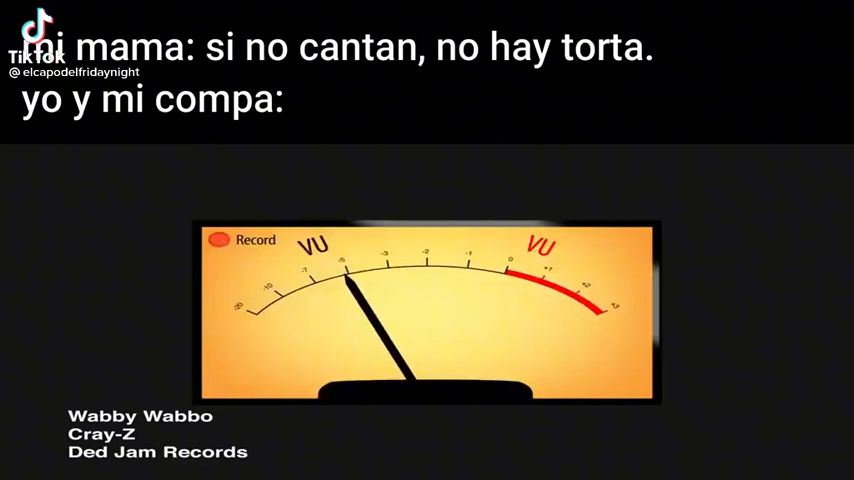 mi mama: si no cantan, no hay torta.
TikTok
@elcapodelfridaynight
yo y mi compa:
Record
VU
VU
-20 -10 -7 -5 -3 -2 -1 0 +1 +2 +3
Wabby Wabbo
Cray-Z
Ded Jam Records